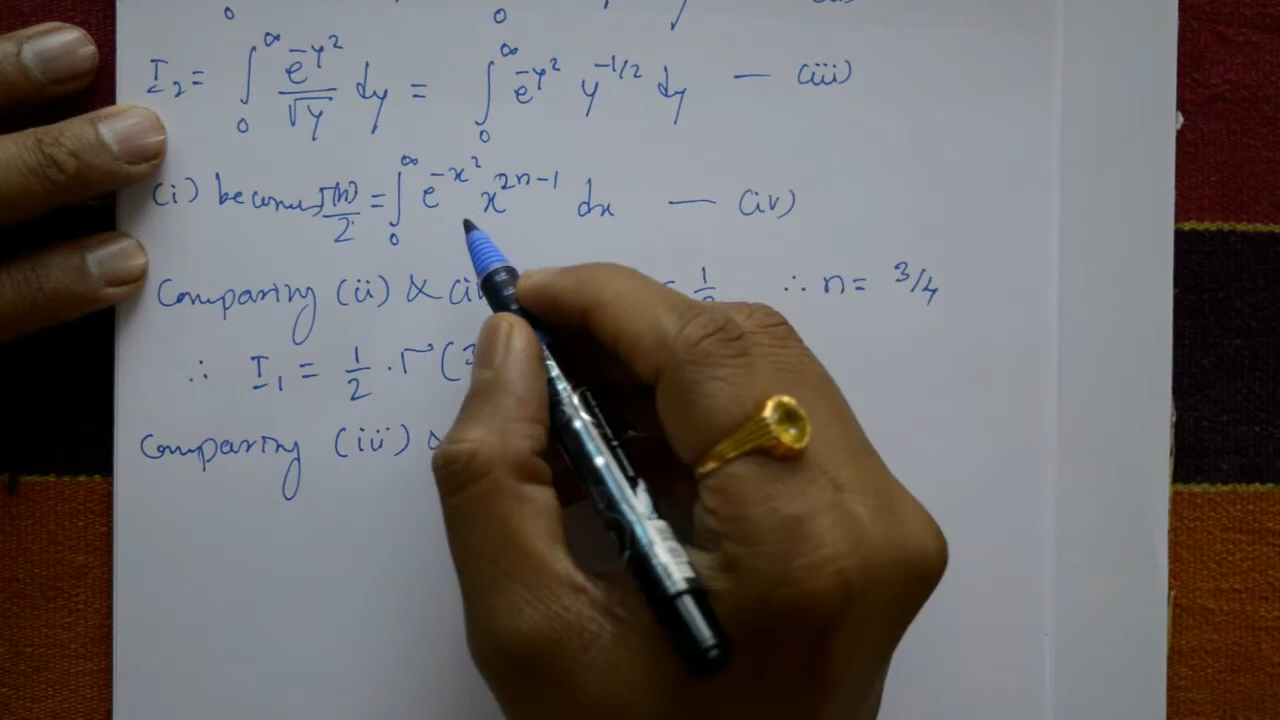 I₂ = ∫₀^∞ e^{-y²}/√y dy = ∫₀^∞ e^{-y²} y^{-1/2} dy — (iii)
(i) becomes Γ(n)/2 = ∫₀^∞ e^{-x²} x^{2n-1} dx — (iv)
Comparing (ii) & (iv ∴ n = 3/4
∴ I₁ = 1/2 · Γ(3
Comparing (iii) &